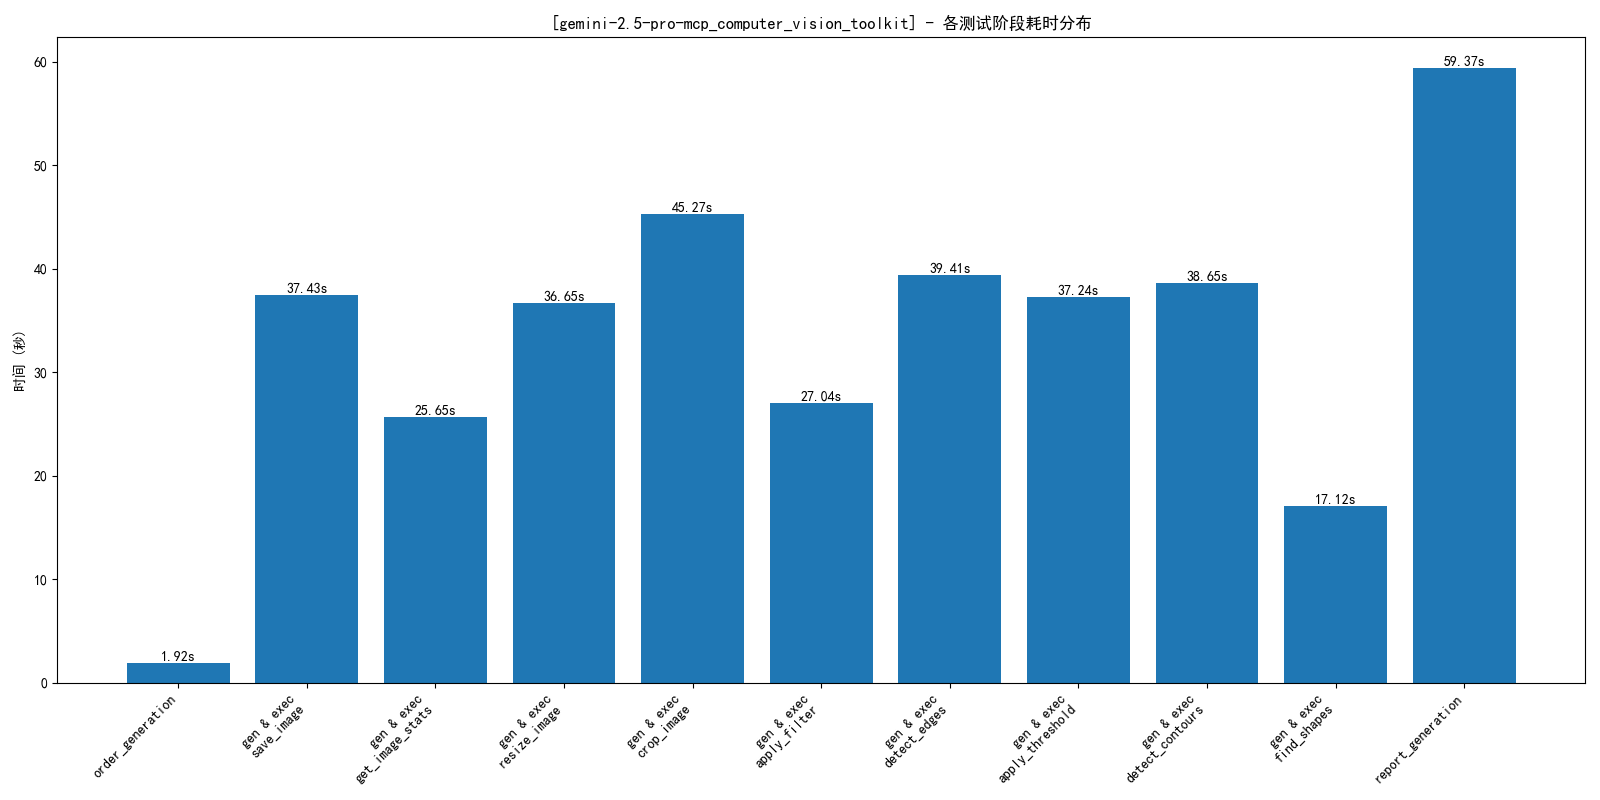 [gemini-2.5-pro-mcp_computer_vision_toolkit] - 各测试阶段耗时分布
时间 (秒)
60
50
40
30
20
10
0
1.92s
37.43s
25.65s
36.65s
45.27s
27.04s
39.41s
37.24s
38.65s
17.12s
59.37s
order_generation
gen & exec
save_image
gen & exec
get_image_stats
gen & exec
resize_image
gen & exec
crop_image
gen & exec
apply_filter
gen & exec
detect_edges
gen & exec
apply_threshold
gen & exec
detect_contours
gen & exec
find_shapes
report_generation